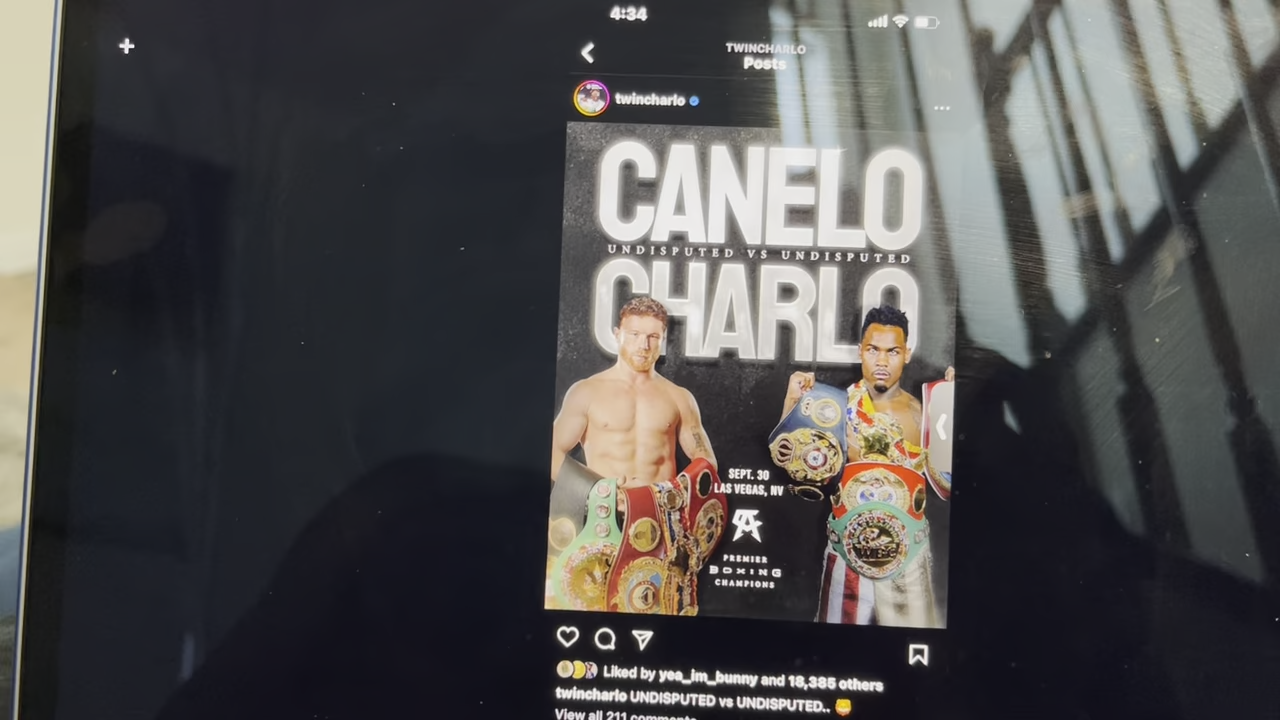 4:34
TWINCHARLO
Posts
twincharlo
CANELO
UNDISPUTED VS UNDISPUTED
CHARLO
SEPT. 30
LAS VEGAS, NV
PREMIER
BOXING
CHAMPIONS
WBC
Liked by yea_im_bunny and 18,385 others
twincharlo UNDISPUTED vs UNDISPUTED..
View all 211 comments